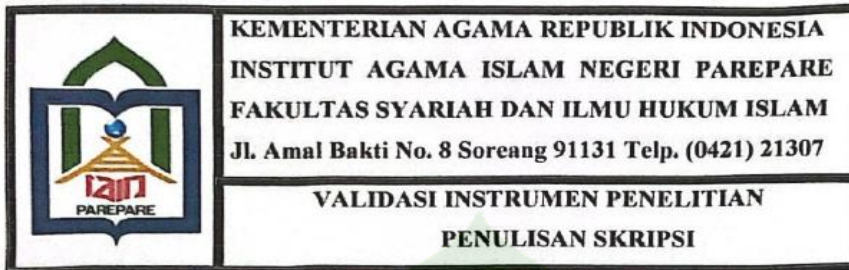 KEMENTERIAN AGAMA REPUBLIK INDONESIA
INSTITUT AGAMA ISLAM NEGERI PAREPARE
FAKULTAS SYARIAH DAN ILMU HUKUM ISLAM
Jl. Amal Bakti No. 8 Soreang 91131 Telp. (0421) 21307
IAIN
PAREPARE
VALIDASI INSTRUMEN PENELITIAN
PENULISAN SKRIPSI